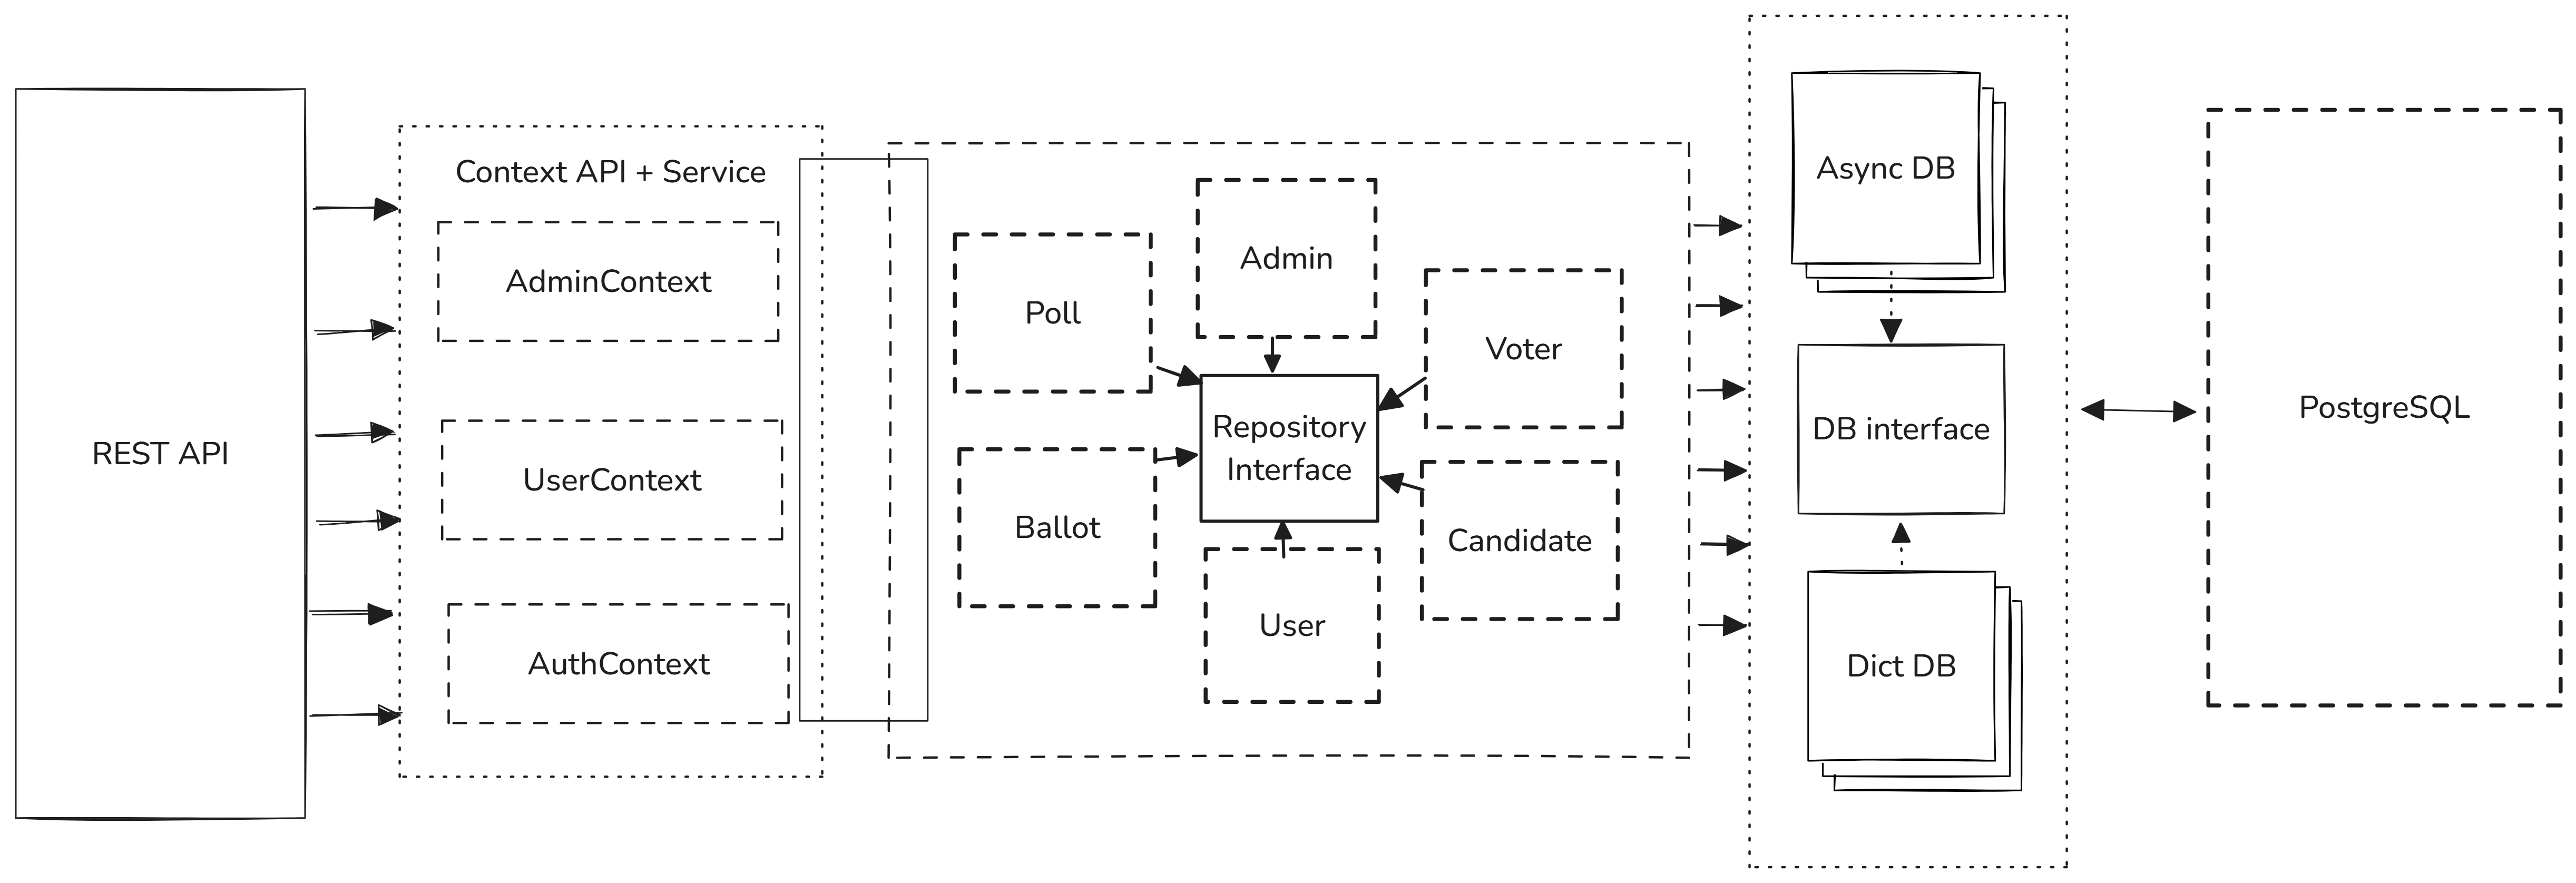 REST API
Context API + Service
AdminContext
UserContext
AuthContext
Poll
Admin
Voter
Repository
Interface
Ballot
Candidate
User
Async DB
DB interface
Dict DB
PostgreSQL